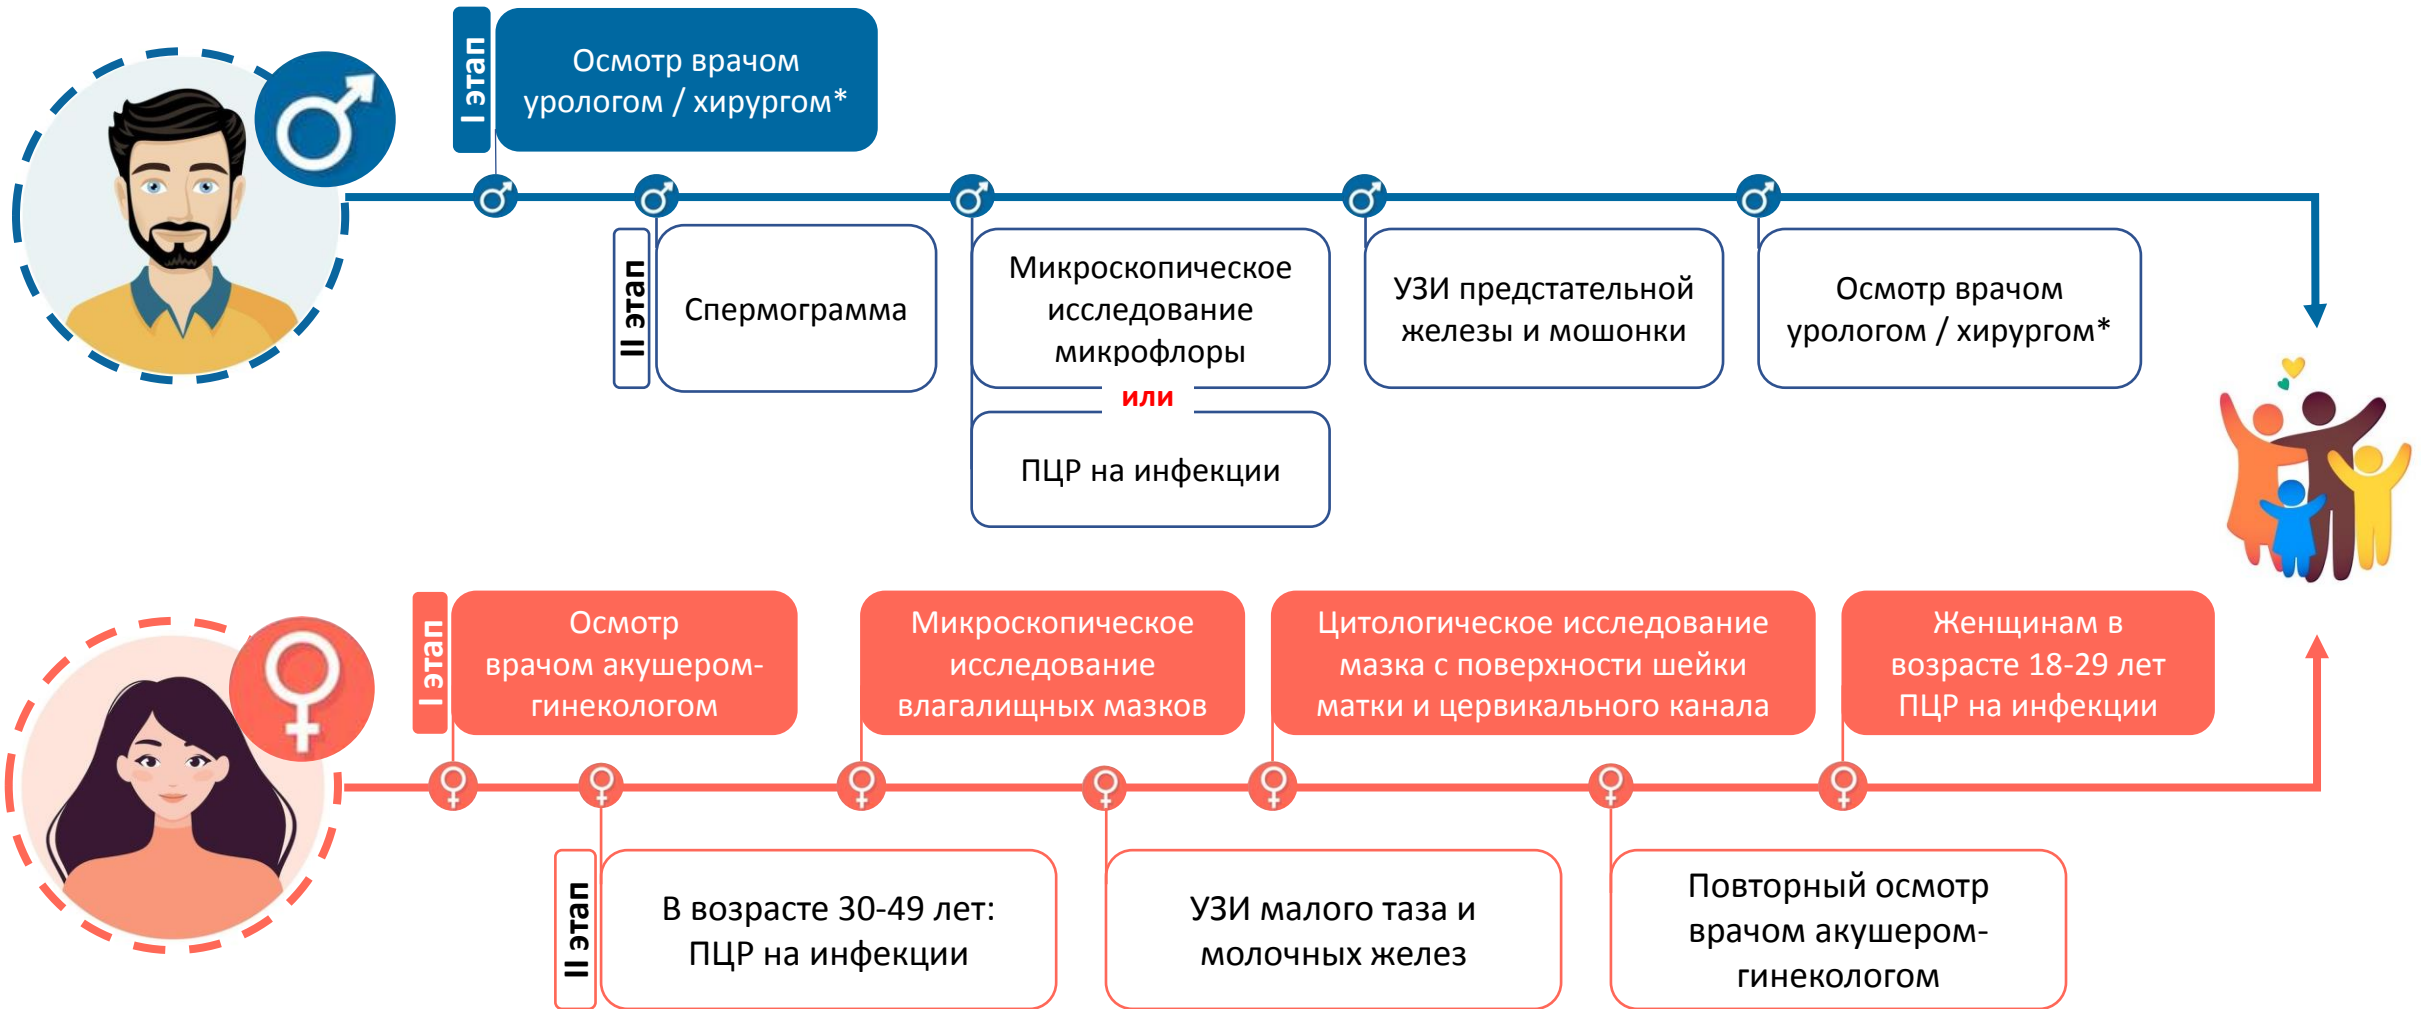 I этап
Осмотр врачом
урологом / хирургом*
II этап
Спермограмма
Микроскопическое
исследование
микрофлоры
или
ПЦР на инфекции
УЗИ предстательной
железы и мошонки
Осмотр врачом
урологом / хирургом*
I этап
Осмотр
врачом акушером-
гинекологом
Микроскопическое
исследование
влагалищных мазков
Цитологическое исследование
мазка с поверхности шейки
матки и цервикального канала
Женщинам в
возрасте 18-29 лет
ПЦР на инфекции
II этап
В возрасте 30-49 лет:
ПЦР на инфекции
УЗИ малого таза и
молочных желез
Повторный осмотр
врачом акушером-
гинекологом